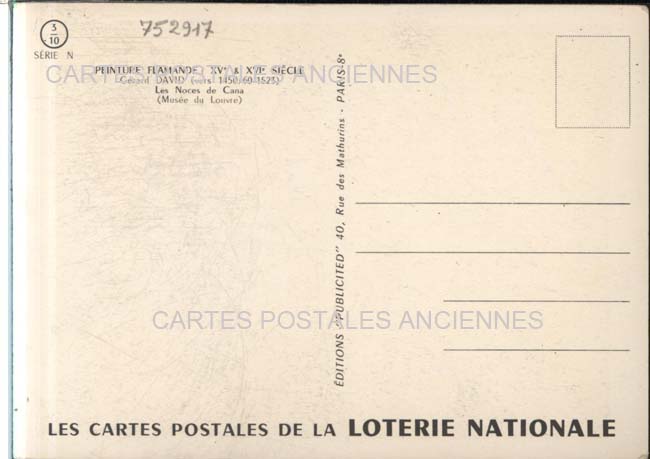 3
10
SÉRIE N
752917
PEINTURE FLAMANDE XVe & XVIe SIÈCLE
Gérard DAVID (vers 1450/60-1523)
Les Noces de Cana
(Musée du Louvre)
CARTES POSTALES ANCIENNES
ÉDITIONS "PUBLICITED" 40, Rue des Mathurins - PARIS-8e
CARTES POSTALES ANCIENNES
LES CARTES POSTALES DE LA LOTERIE NATIONALE